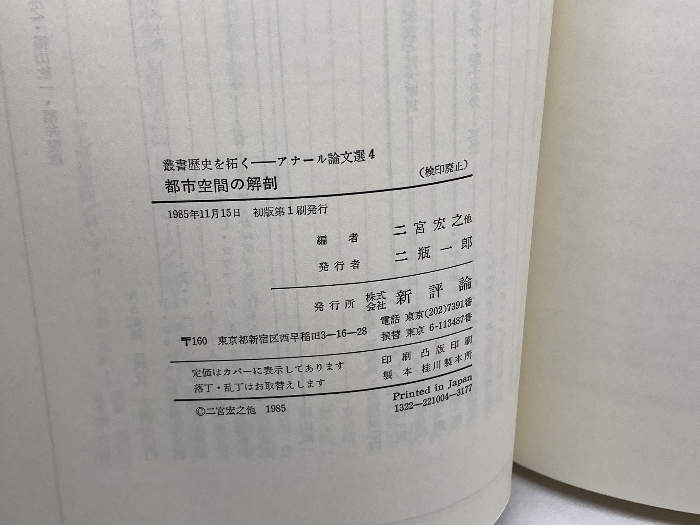 叢書歴史を拓く——アナール論文選4
都市空間の解剖
(検印廃止)
1985年11月15日 初版第1刷発行
編者 二宮宏之他
発行者 二瓶一郎
発行所 株式会社 新評論
〒160 東京都新宿区西早稲田3-16-28
電話 東京(202)7391番
振替 東京 6-113487番
定価はカバーに表示してあります
落丁・乱丁はお取替えします
印刷 凸版印刷
製本 桂川製本所
©二宮宏之他 1985
Printed in Japan
1322-221004-3177